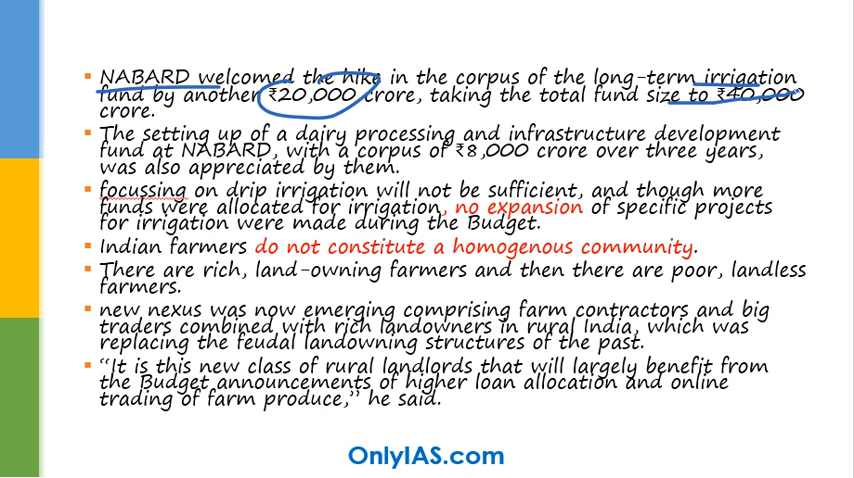 NABARD welcomed the hike in the corpus of the long-term irrigation
fund by another ₹20,000 crore, taking the total fund size to ₹40,000
crore.
The setting up of a dairy processing and infrastructure development
fund at NABARD, with a corpus of ₹8,000 crore over three years,
was also appreciated by them.
focussing on drip irrigation will not be sufficient, and though more
funds were allocated for irrigation, no expansion of specific projects
for irrigation were made during the Budget.
Indian farmers do not constitute a homogenous community.
There are rich, land-owning farmers and then there are poor, landless
farmers.
new nexus was now emerging comprising farm contractors and big
traders combined with rich landowners in rural India, which was
replacing the feudal landowning structures of the past.
“It is this new class of rural landlords that will largely benefit from
the Budget announcements of higher loan allocation and online
trading of farm produce,” he said.
OnlyIAS.com